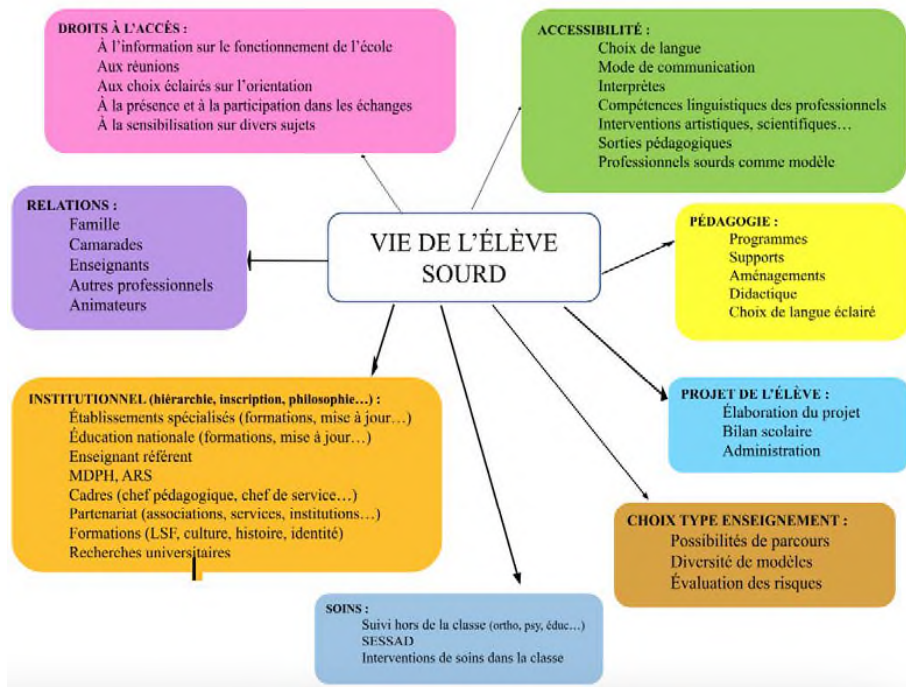 DROITS À L'ACCÈS :
À l'information sur le fonctionnement de l'école
Aux réunions
Aux choix éclairés sur l'orientation
À la présence et à la participation dans les échanges
À la sensibilisation sur divers sujets
ACCESSIBILITÉ :
Choix de langue
Mode de communication
Interprètes
Compétences linguistiques des professionnels
Interventions artistiques, scientifiques…
Sorties pédagogiques
Professionnels sourds comme modèle
RELATIONS :
Famille
Camarades
Enseignants
Autres professionnels
Animateurs
VIE DE L'ÉLÈVE
SOURD
PÉDAGOGIE :
Programmes
Supports
Aménagements
Didactique
Choix de langue éclairé
INSTITUTIONNEL (hiérarchie, inscription, philosophie…) :
Établissements spécialisés (formations, mise à jour…)
Éducation nationale (formations, mise à jour…)
Enseignant référent
MDPH, ARS
Cadres (chef pédagogique, chef de service…)
Partenariat (associations, services, institutions…)
Formations (LSF, culture, histoire, identité)
Recherches universitaires
PROJET DE L'ÉLÈVE :
Élaboration du projet
Bilan scolaire
Administration
CHOIX TYPE ENSEIGNEMENT :
Possibilités de parcours
Diversité de modèles
Évaluation des risques
SOINS :
Suivi hors de la classe (ortho, psy, éduc…)
SESSAD
Interventions de soins dans la classe